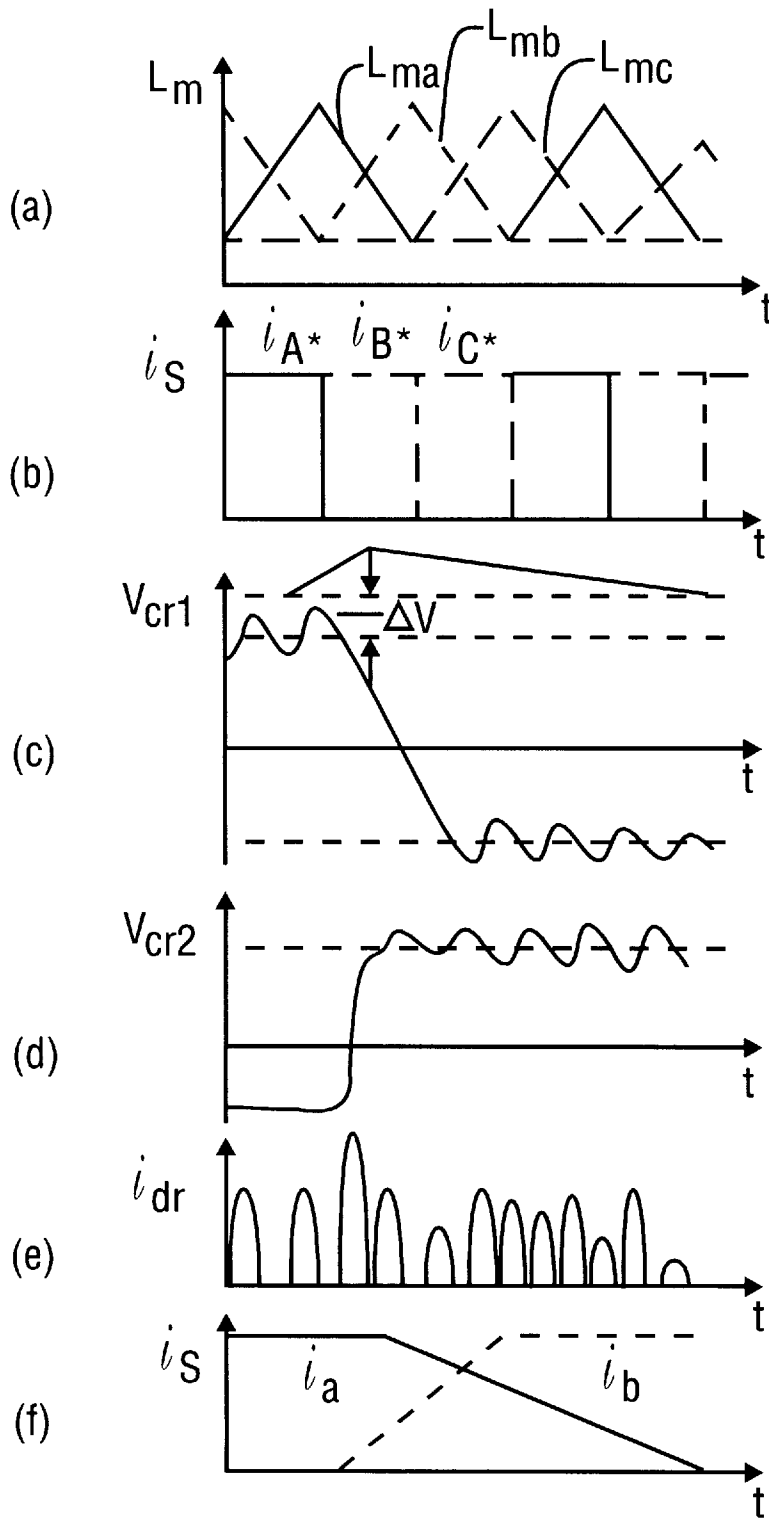 Lm
Lma
Lmb
Lmc
(a)
t
iS
iA*
iB*
iC*
(b)
t
Vcr1
ΔV
(c)
t
Vcr2
(d)
t
idr
(e)
t
iS
ia
ib
(f)
t